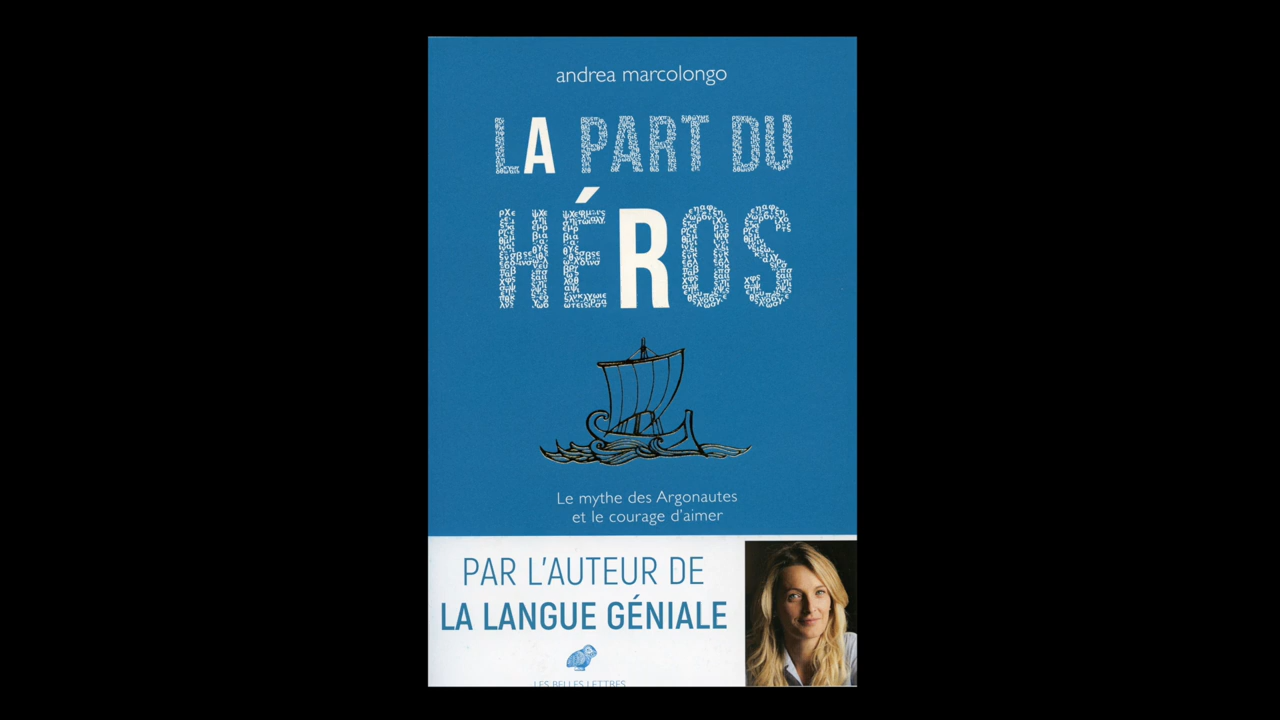 andrea marcolongo
LA PART DU
HÉROS
Le mythe des Argonautes
et le courage d'aimer
PAR L'AUTEUR DE
LA LANGUE GÉNIALE
LES BELLES LETTRES